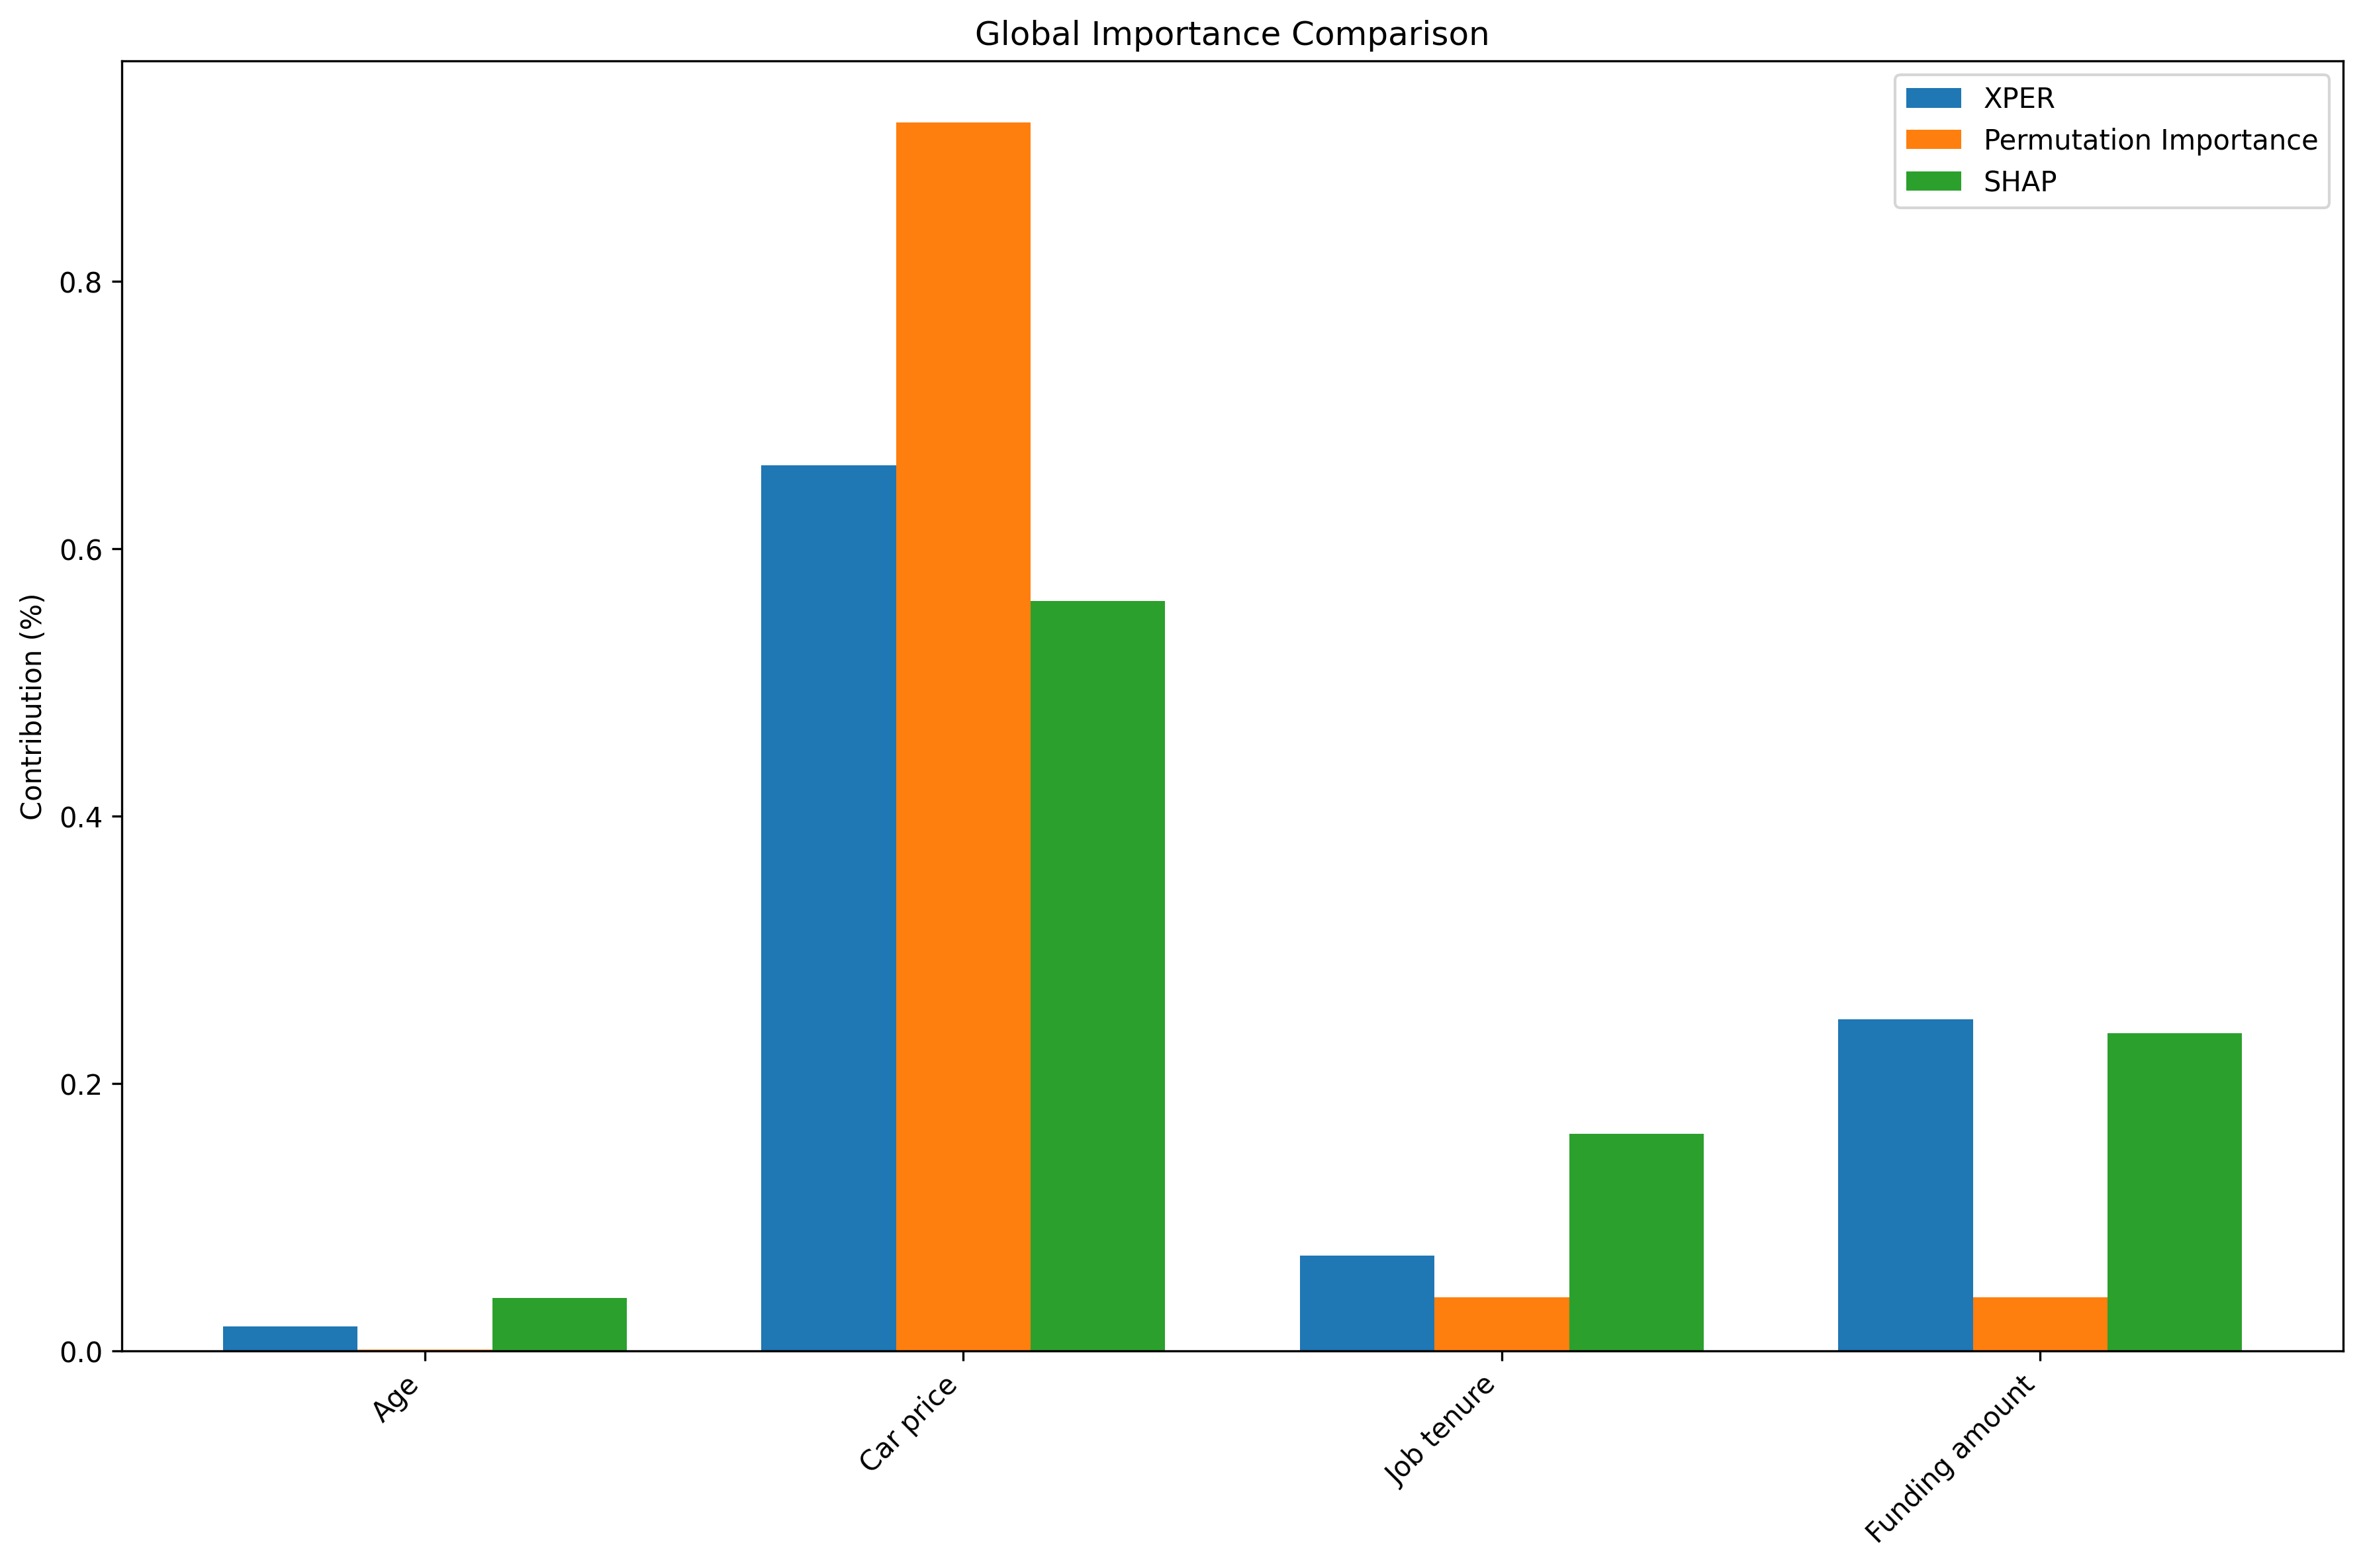 Global Importance Comparison
XPER
Permutation Importance
SHAP
Contribution (%)
0.8
0.6
0.4
0.2
0.0
Age
Car price
Job tenure
Funding amount